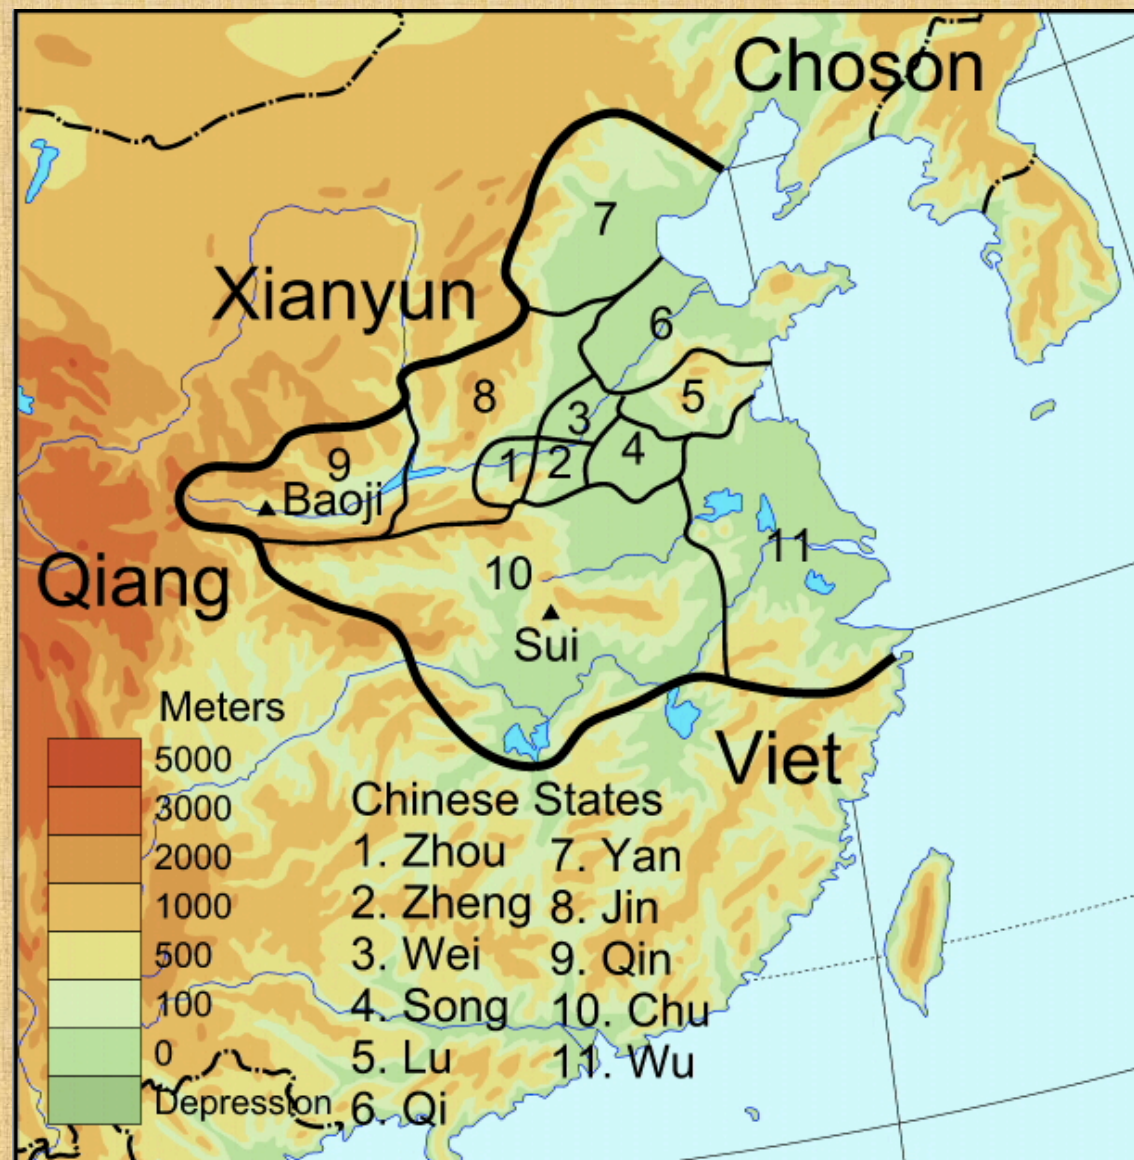 Choson
7
Xianyun
6
8
5
3
4
9
1
2
Baoji
11
Qiang
10
Sui
Meters
Viet
5000
3000
2000
1000
500
100
0
Depression
Chinese States
1. Zhou
2. Zheng
3. Wei
4. Song
5. Lu
6. Qi
7. Yan
8. Jin
9. Qin
10. Chu
11. Wu